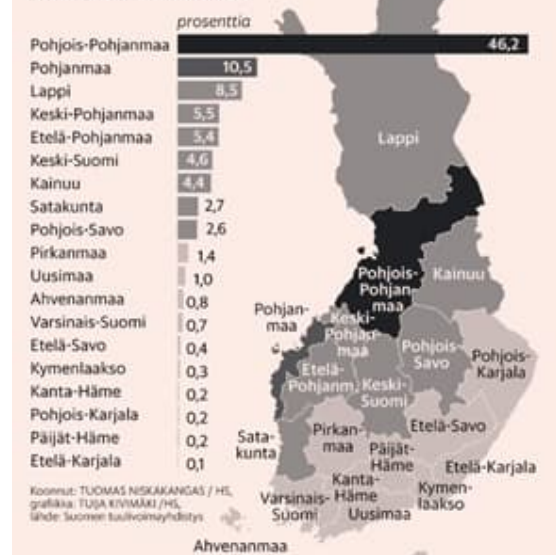 prosenttia
Pohjois-Pohjanmaa 46,2
Pohjanmaa 10,5
Lappi 8,5
Keski-Pohjanmaa 5,5
Etelä-Pohjanmaa 5,4
Keski-Suomi 4,6
Kainuu 4,4
Satakunta 2,7
Pohjois-Savo 2,6
Pirkanmaa 1,4
Uusimaa 1,0
Ahvenanmaa 0,8
Varsinais-Suomi 0,7
Etelä-Savo 0,4
Kymenlaakso 0,3
Kanta-Häme 0,2
Pohjois-Karjala 0,2
Päijät-Häme 0,2
Etelä-Karjala 0,1
Koonnut: TUOMAS NISKAKANGAS / HS,
grafiikka: TUIJA KIVIMÄKI /HS,
lähde: Suomen tuulivoimayhdistys
Lappi
Pohjois-
Pohjan-
maa
Kainuu
Pohjan-
maa
Keski-
Pohjan-
maa
Pohjois-
Savo
Pohjois-
Karjala
Etelä-
Pohjanm.
Keski-
Suomi
Sata-
kunta
Pirkan-
maa
Etelä-Savo
Päijät-
Häme
Etelä-Karjala
Kanta-
Häme
Kymen-
laakso
Varsinais-
Suomi
Uusimaa
Ahvenanmaa